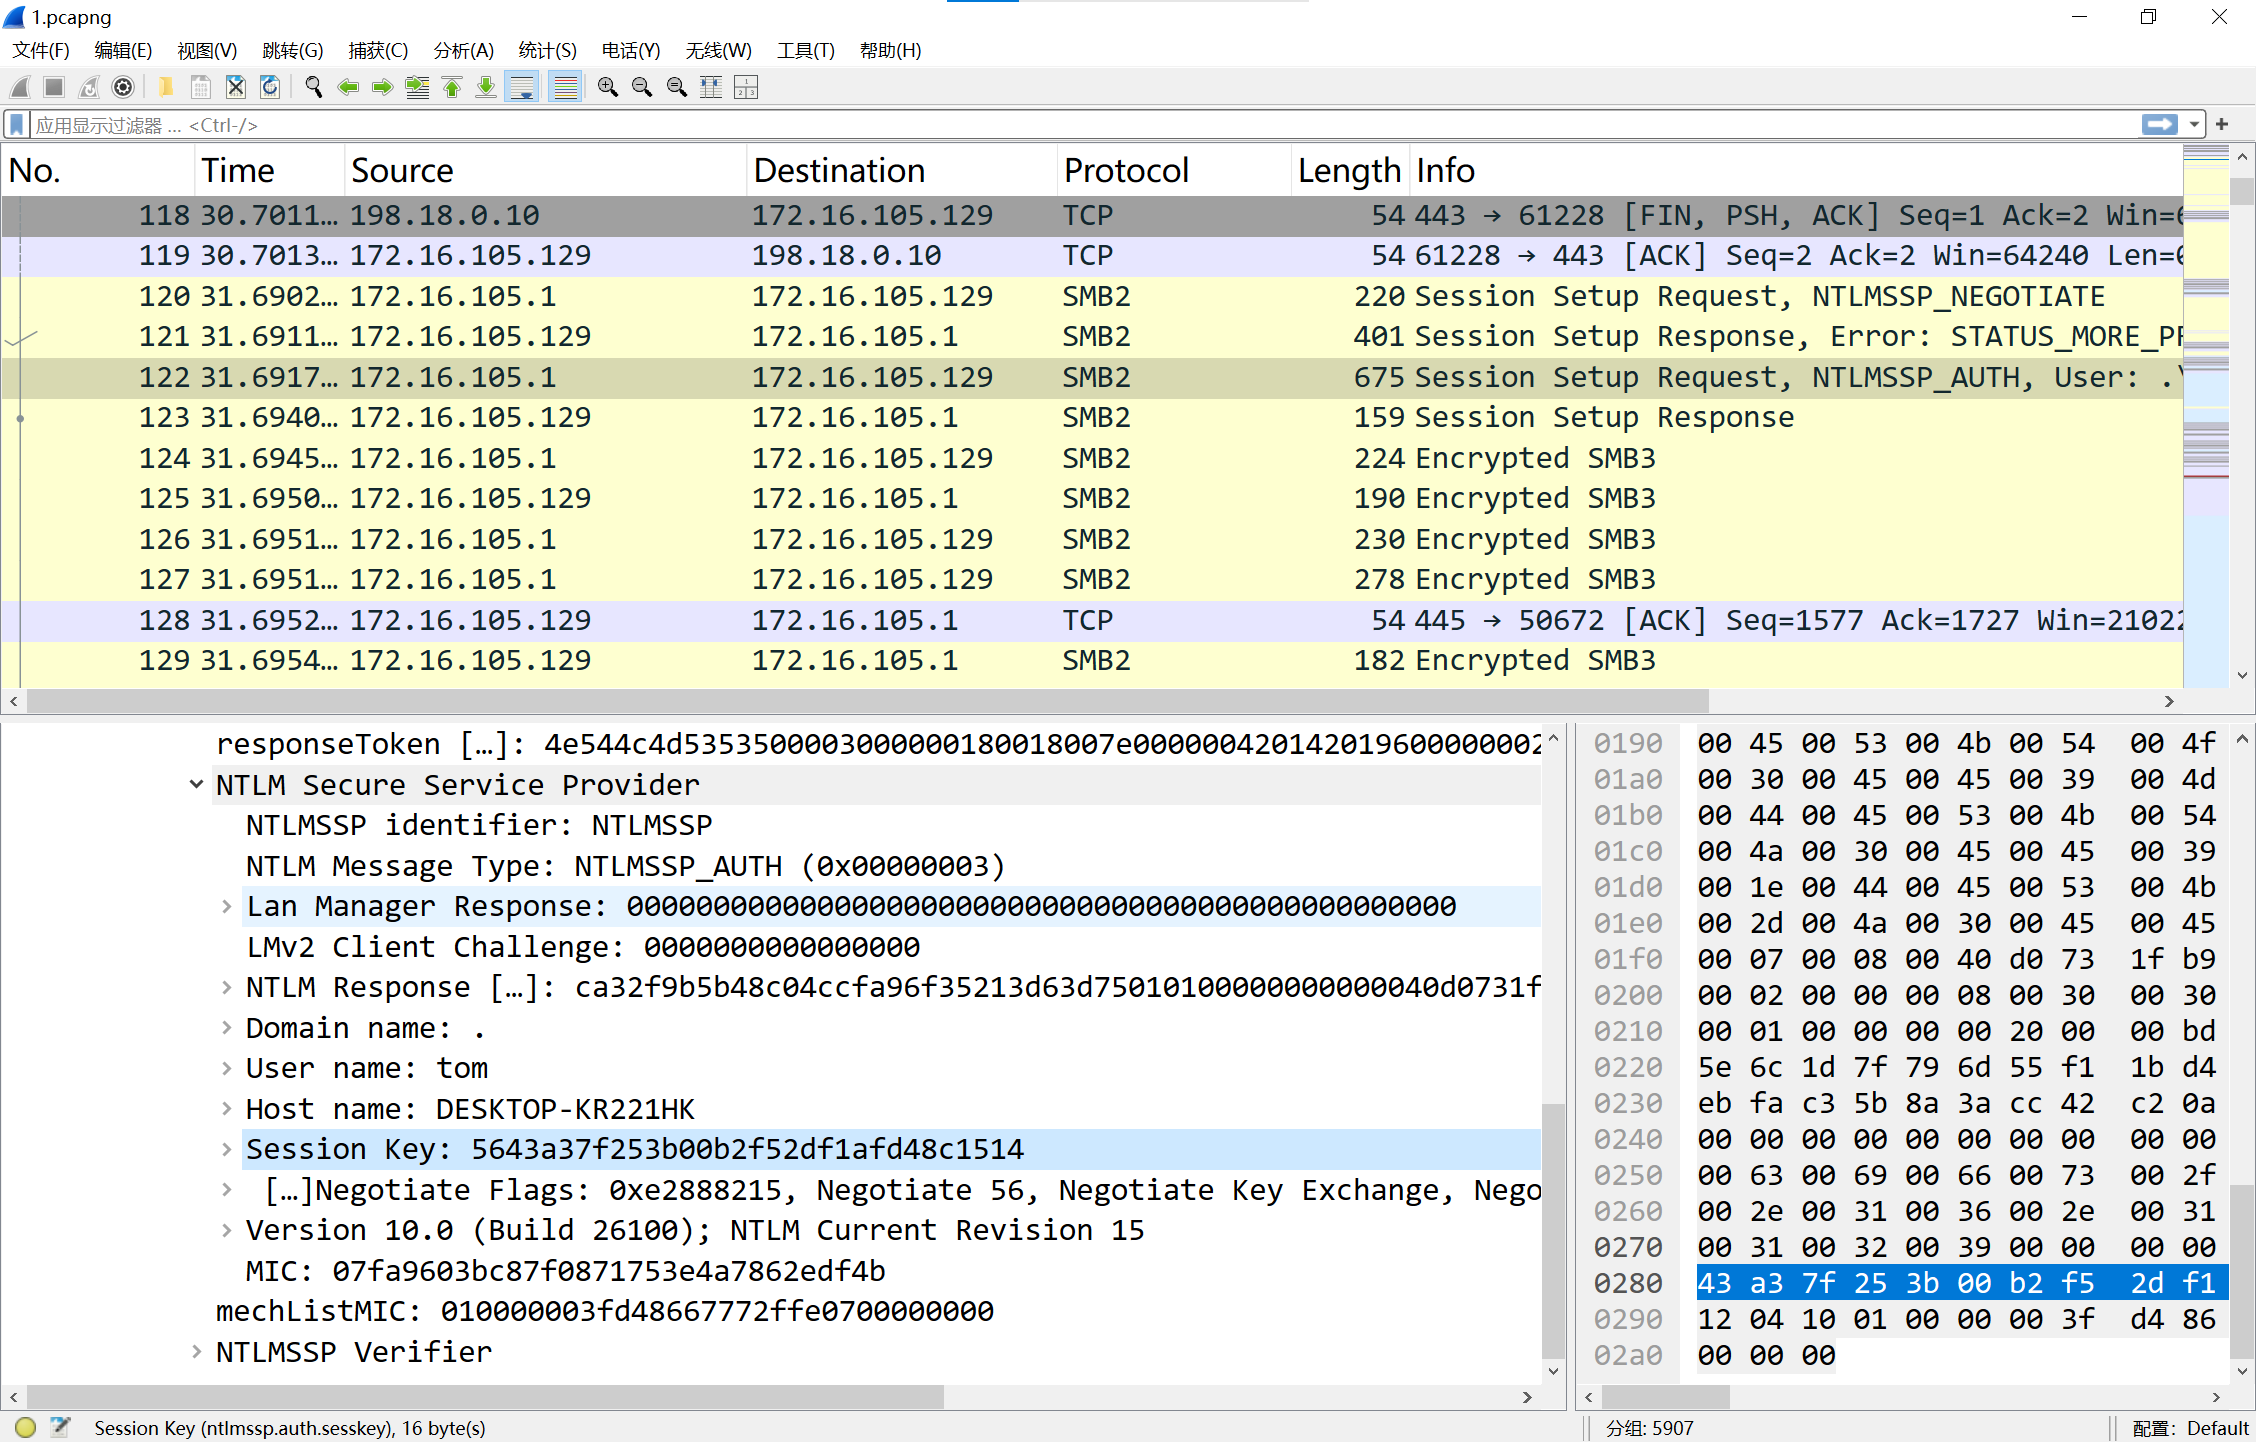 1.pcapng
文件(F) 编辑(E) 视图(V) 跳转(G) 捕获(C) 分析(A) 统计(S) 电话(Y) 无线(W) 工具(T) 帮助(H)
应用显示过滤器 … <Ctrl-/>
No. Time Source Destination Protocol Length Info
118 30.7011… 198.18.0.10 172.16.105.129 TCP 54 443 → 61228 [FIN, PSH, ACK] Seq=1 Ack=2 Win=6
119 30.7013… 172.16.105.129 198.18.0.10 TCP 54 61228 → 443 [ACK] Seq=2 Ack=2 Win=64240 Len=0
120 31.6902… 172.16.105.1 172.16.105.129 SMB2 220 Session Setup Request, NTLMSSP_NEGOTIATE
121 31.6911… 172.16.105.129 172.16.105.1 SMB2 401 Session Setup Response, Error: STATUS_MORE_PR
122 31.6917… 172.16.105.1 172.16.105.129 SMB2 675 Session Setup Request, NTLMSSP_AUTH, User: .\
123 31.6940… 172.16.105.129 172.16.105.1 SMB2 159 Session Setup Response
124 31.6945… 172.16.105.1 172.16.105.129 SMB2 224 Encrypted SMB3
125 31.6950… 172.16.105.129 172.16.105.1 SMB2 190 Encrypted SMB3
126 31.6951… 172.16.105.1 172.16.105.129 SMB2 230 Encrypted SMB3
127 31.6951… 172.16.105.1 172.16.105.129 SMB2 278 Encrypted SMB3
128 31.6952… 172.16.105.129 172.16.105.1 TCP 54 445 → 50672 [ACK] Seq=1577 Ack=1727 Win=21022
129 31.6954… 172.16.105.129 172.16.105.1 SMB2 182 Encrypted SMB3
responseToken […]: 4e544c4d5353500003000000180018007e000000420142019600000002
NTLM Secure Service Provider
NTLMSSP identifier: NTLMSSP
NTLM Message Type: NTLMSSP_AUTH (0x00000003)
Lan Manager Response: 000000000000000000000000000000000000000000000000
LMv2 Client Challenge: 0000000000000000
NTLM Response […]: ca32f9b5b48c04ccfa96f35213d63d75010100000000000040d0731f
Domain name: .
User name: tom
Host name: DESKTOP-KR221HK
Session Key: 5643a37f253b00b2f52df1afd48c1514
[…]Negotiate Flags: 0xe2888215, Negotiate 56, Negotiate Key Exchange, Nego
Version 10.0 (Build 26100); NTLM Current Revision 15
MIC: 07fa9603bc87f0871753e4a7862edf4b
mechListMIC: 010000003fd48667772ffe0700000000
NTLMSSP Verifier
0190 00 45 00 53 00 4b 00 54 00 4f
01a0 00 30 00 45 00 45 00 39 00 4d
01b0 00 44 00 45 00 53 00 4b 00 54
01c0 00 4a 00 30 00 45 00 45 00 39
01d0 00 1e 00 44 00 45 00 53 00 4b
01e0 00 2d 00 4a 00 30 00 45 00 45
01f0 00 07 00 08 00 40 d0 73 1f b9
0200 00 02 00 00 00 08 00 30 00 30
0210 00 01 00 00 00 00 20 00 00 bd
0220 5e 6c 1d 7f 79 6d 55 f1 1b d4
0230 eb fa c3 5b 8a 3a cc 42 c2 0a
0240 00 00 00 00 00 00 00 00 00 00
0250 00 63 00 69 00 66 00 73 00 2f
0260 00 2e 00 31 00 36 00 2e 00 31
0270 00 31 00 32 00 39 00 00 00 00
0280 43 a3 7f 25 3b 00 b2 f5 2d f1
0290 12 04 10 01 00 00 00 3f d4 86
02a0 00 00 00
Session Key (ntlmssp.auth.sesskey), 16 byte(s) 分组: 5907 配置: Default